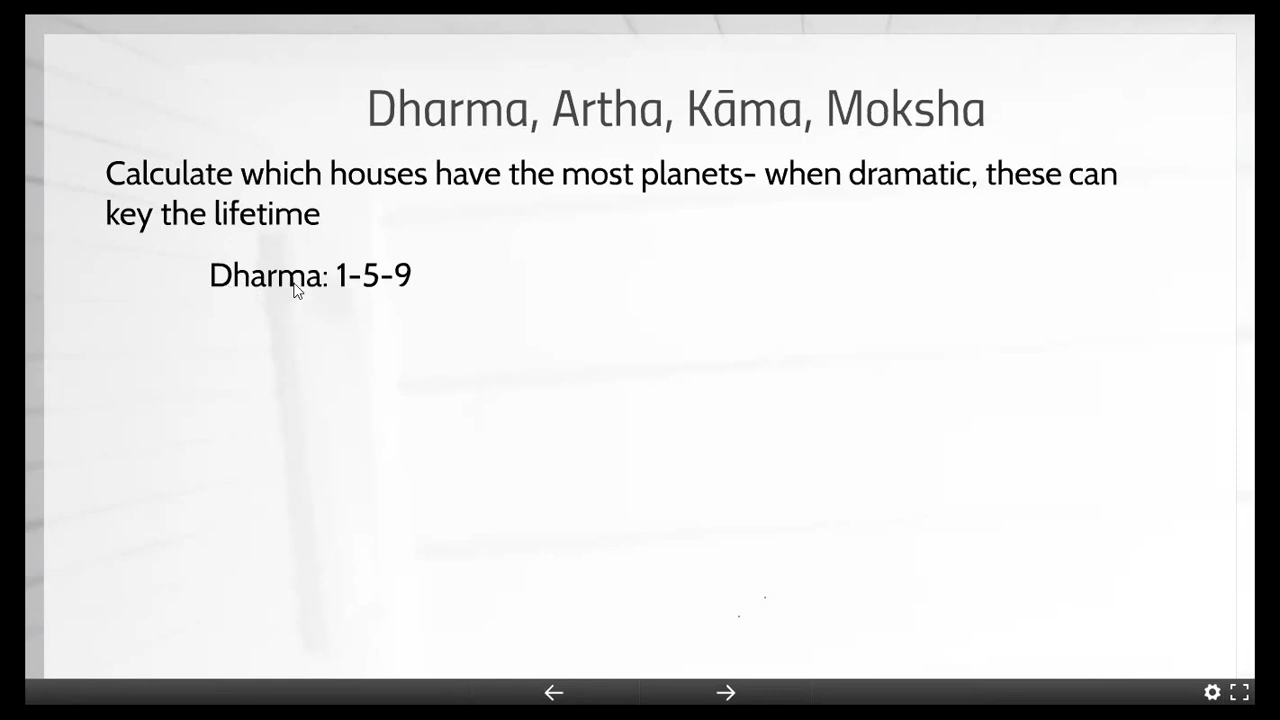 Dharma, Artha, Kāma, Moksha
Calculate which houses have the most planets- when dramatic, these can
key the lifetime
Dharma: 1-5-9